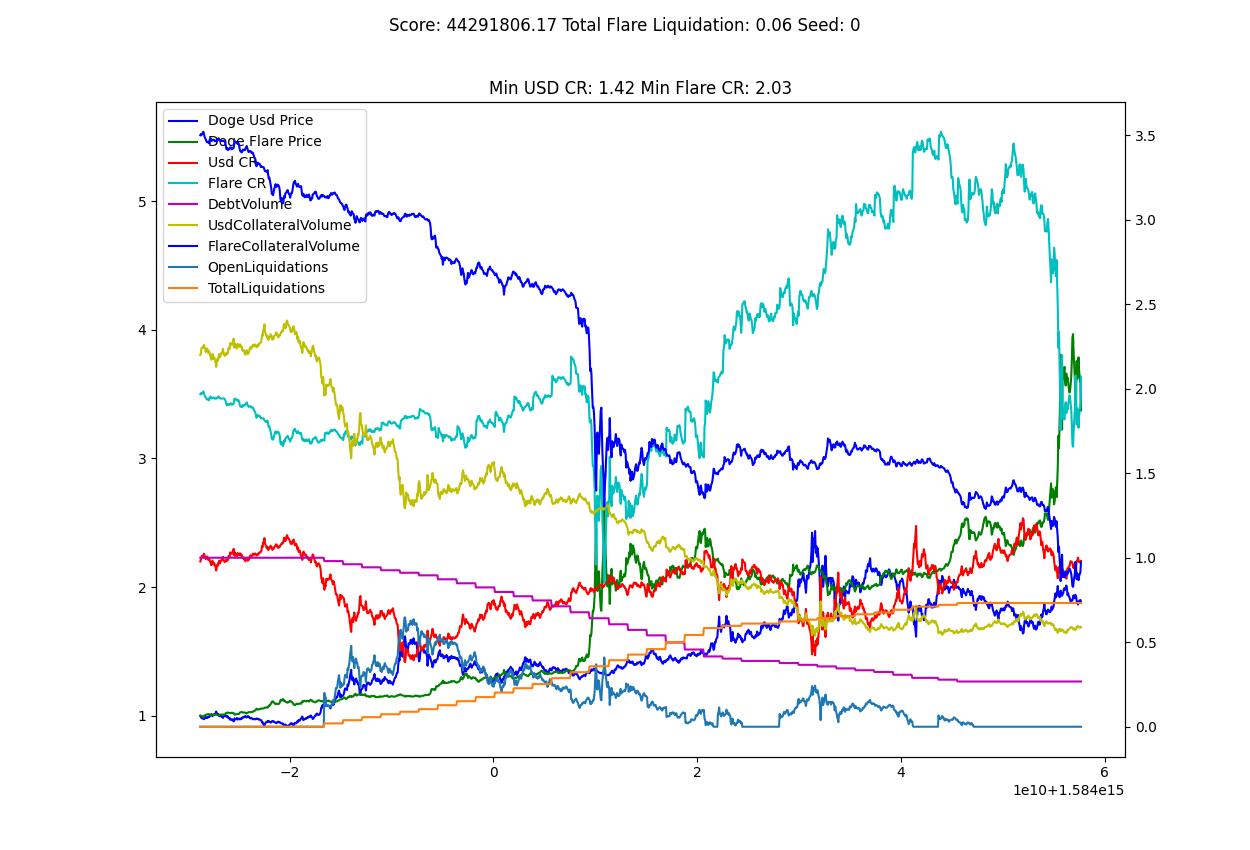 Score: 44291806.17 Total Flare Liquidation: 0.06 Seed: 0
Min USD CR: 1.42 Min Flare CR: 2.03
Doge Usd Price
Doge Flare Price
Usd CR
Flare CR
DebtVolume
UsdCollateralVolume
FlareCollateralVolume
OpenLiquidations
TotalLiquidations
5
4
3
2
1
3.5
3.0
2.5
2.0
1.5
1.0
0.5
0.0
−2
0
2
4
6
1e10+1.584e15